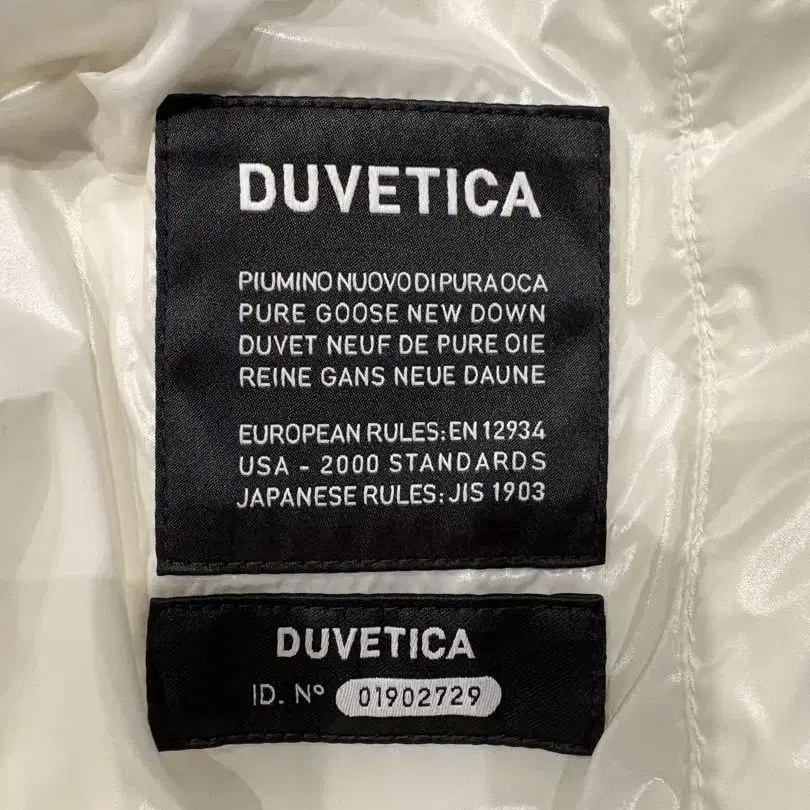 DUVETICA
PIUMINO NUOVO DI PURA OCA
PURE GOOSE NEW DOWN
DUVET NEUF DE PURE OIE
REINE GANS NEUE DAUNE
EUROPEAN RULES: EN 12934
USA - 2000 STANDARDS
JAPANESE RULES: JIS 1903
DUVETICA
ID. Nº 01902729